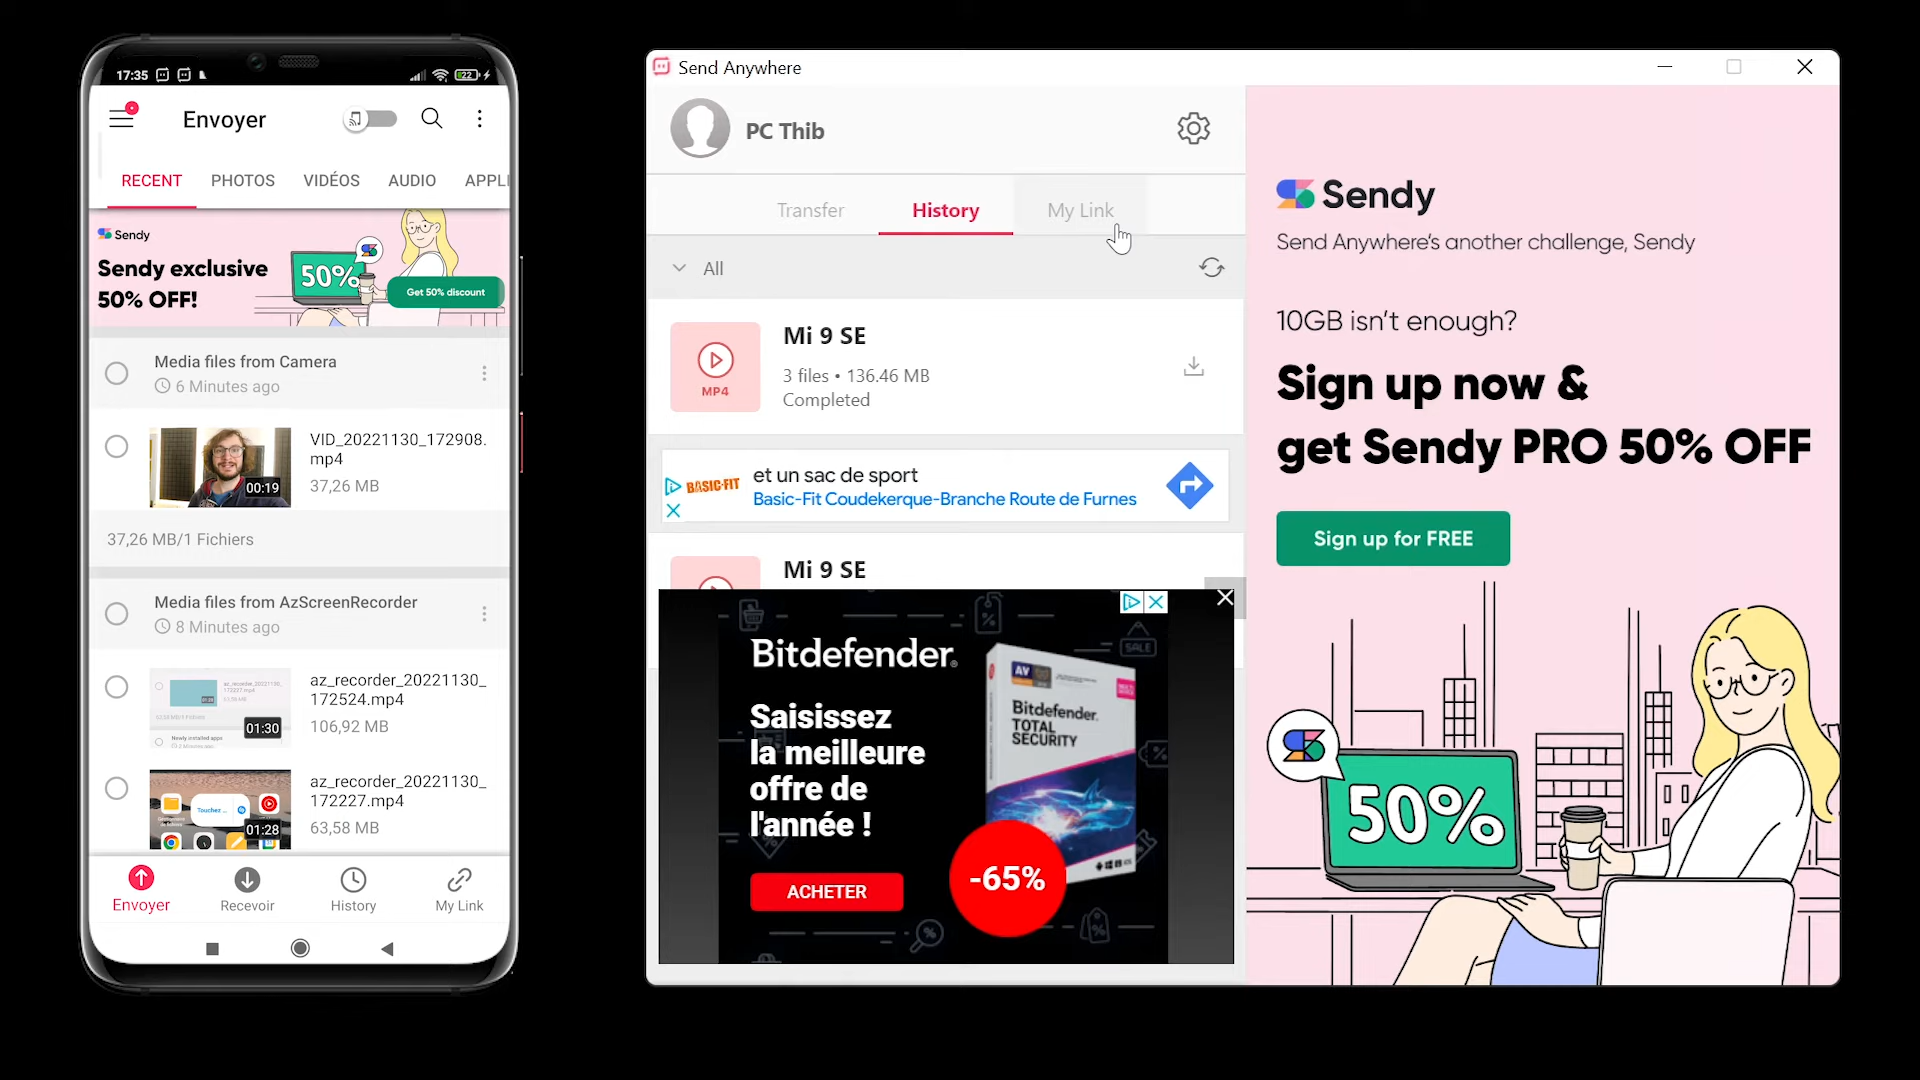 17:35
22
Envoyer
RECENT PHOTOS VIDÉOS AUDIO APPLI
Sendy
Sendy exclusive
50% OFF!
50%
Get 50% discount
Media files from Camera
6 Minutes ago
VID_20221130_172908.
mp4
00:19
37,26 MB
37,26 MB/1 Fichiers
Media files from AzScreenRecorder
8 Minutes ago
az_recorder_20221130_
172524.mp4
01:30
106,92 MB
az_recorder_20221130_
172227.mp4
Touchez ...
01:28
63,58 MB
Envoyer Recevoir History My Link
Send Anywhere
PC Thib
Transfer History My Link
All
Mi 9 SE
MP4
3 files • 136.46 MB
Completed
BASIC-FIT
et un sac de sport
Basic-Fit Coudekerque-Branche Route de Furnes
Mi 9 SE
Bitdefender
Saisissez
la meilleure
offre de
l'année !
ACHETER
-65%
SALE
AV
Bitdefender
TOTAL
SECURITY
Sendy
Send Anywhere's another challenge, Sendy
10GB isn't enough?
Sign up now &
get Sendy PRO 50% OFF
Sign up for FREE
50%